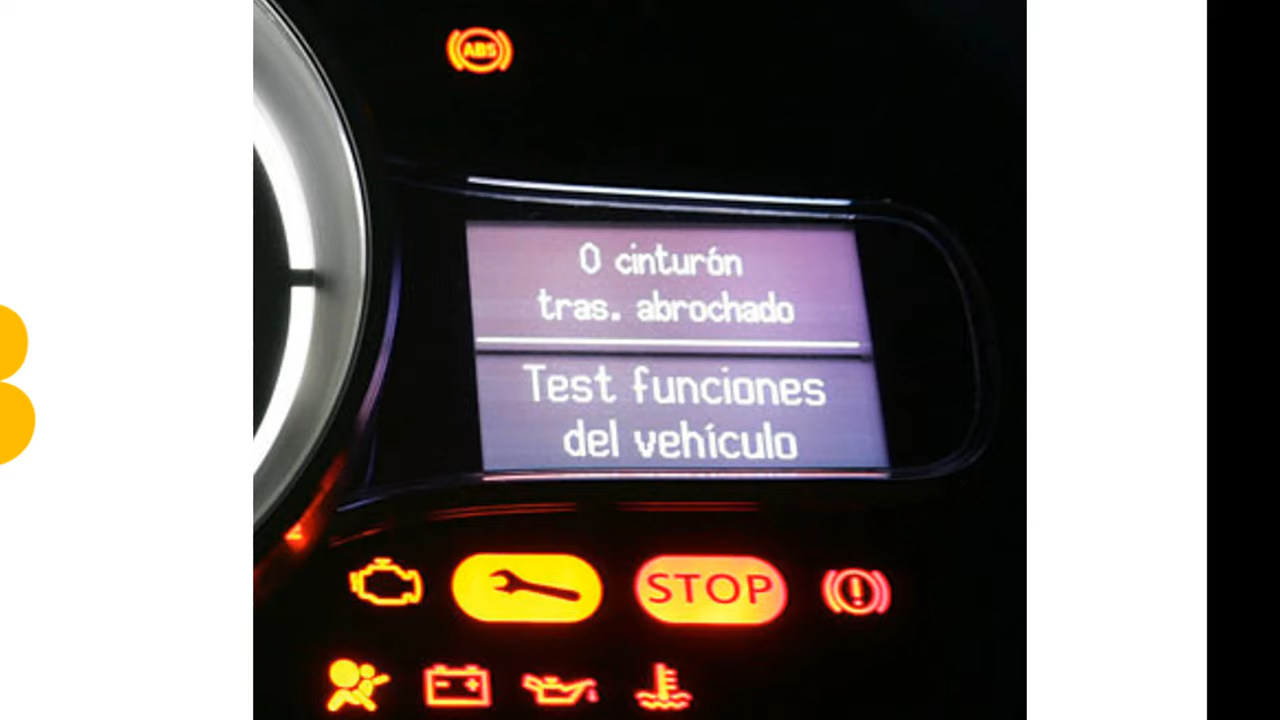 ABS
0 cinturón
tras. abrochado
Test funciones
del vehículo
STOP